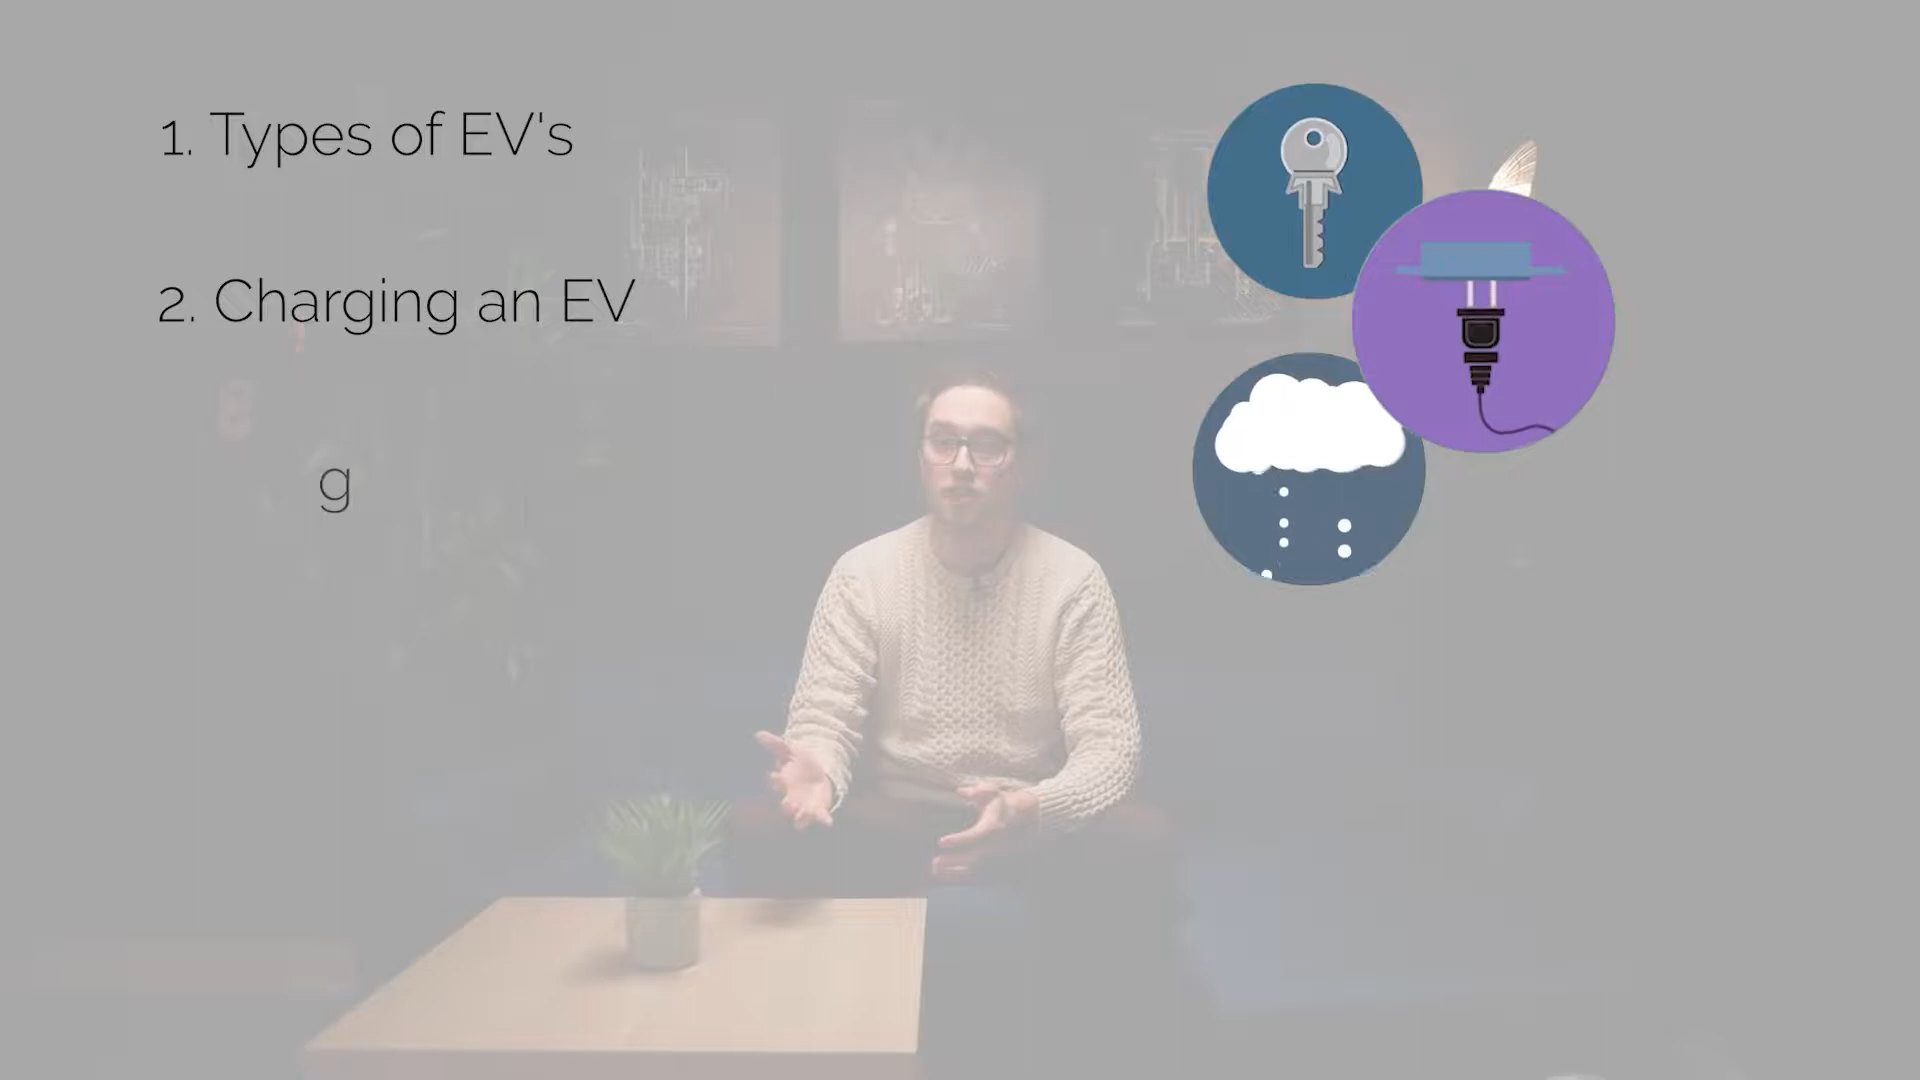 1. Types of EV's
2. Charging an EV
g